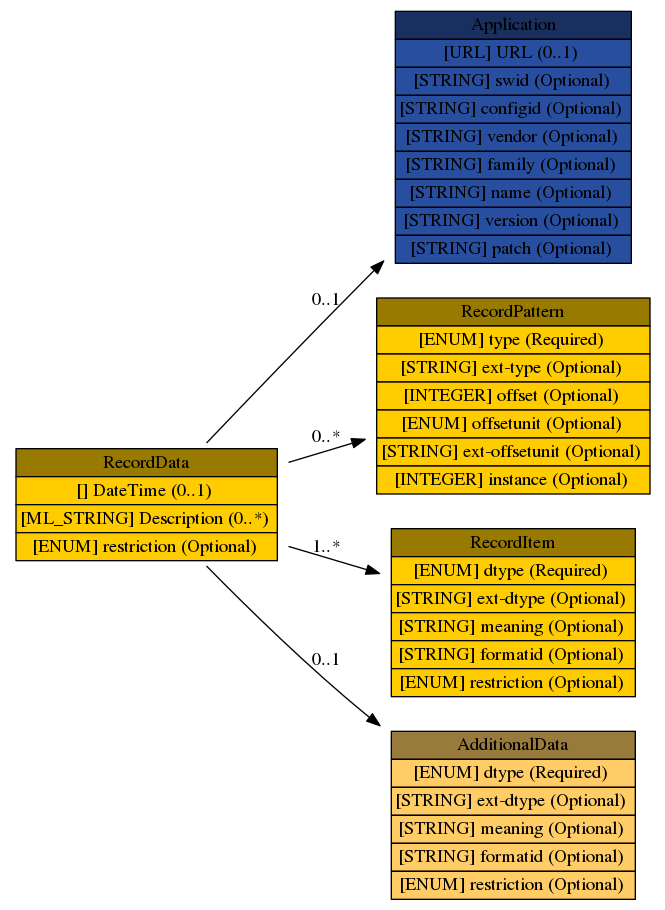 Application
[URL] URL (0..1)
[STRING] swid (Optional)
[STRING] configid (Optional)
[STRING] vendor (Optional)
[STRING] family (Optional)
[STRING] name (Optional)
[STRING] version (Optional)
[STRING] patch (Optional)
0..1
RecordPattern
[ENUM] type (Required)
[STRING] ext-type (Optional)
[INTEGER] offset (Optional)
[ENUM] offsetunit (Optional)
[STRING] ext-offsetunit (Optional)
[INTEGER] instance (Optional)
0..*
RecordData
[] DateTime (0..1)
[ML_STRING] Description (0..*)
[ENUM] restriction (Optional)
1..*
RecordItem
[ENUM] dtype (Required)
[STRING] ext-dtype (Optional)
[STRING] meaning (Optional)
[STRING] formatid (Optional)
[ENUM] restriction (Optional)
0..1
AdditionalData
[ENUM] dtype (Required)
[STRING] ext-dtype (Optional)
[STRING] meaning (Optional)
[STRING] formatid (Optional)
[ENUM] restriction (Optional)